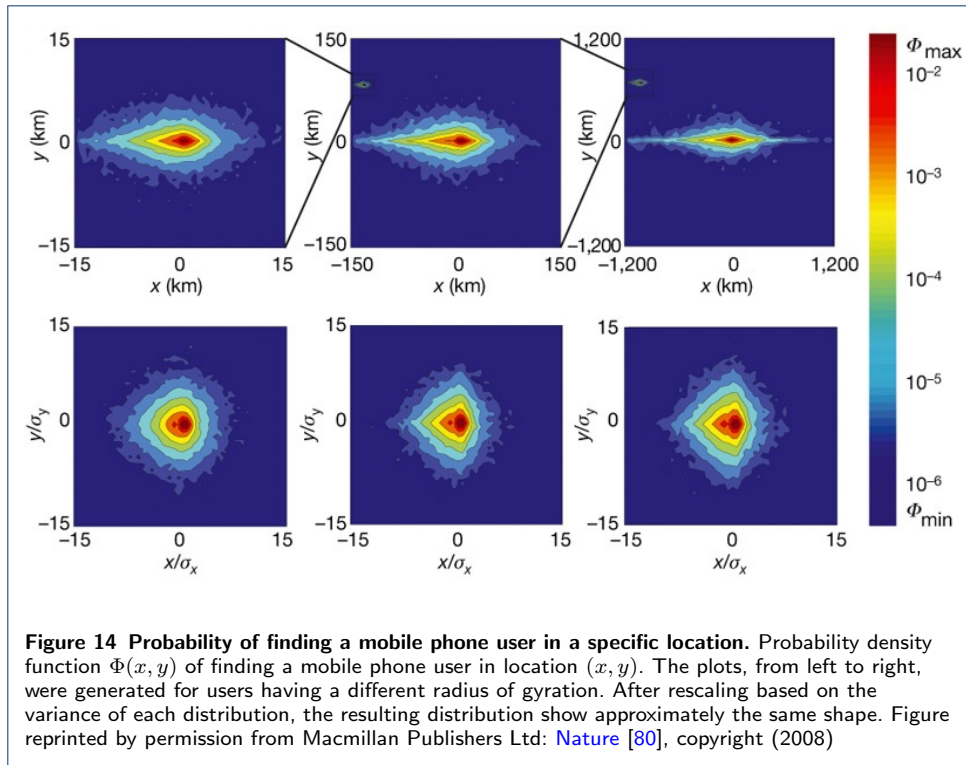 15
150
1,200
Φmax
10⁻²
y (km)
0
y (km)
0
y (km)
0
10⁻³
−15
−150
−1,200
−15
0
15
−150
0
150
−1,200
0
1,200
x (km)
x (km)
x (km)
10⁻⁴
15
15
15
10⁻⁵
y/σy
0
y/σy
0
y/σy
0
10⁻⁶
Φmin
−15
−15
−15
−15
0
15
−15
0
15
−15
0
15
x/σx
x/σx
x/σx
Figure 14 Probability of finding a mobile phone user in a specific location. Probability density
function Φ(x, y) of finding a mobile phone user in location (x, y). The plots, from left to right,
were generated for users having a different radius of gyration. After rescaling based on the
variance of each distribution, the resulting distribution show approximately the same shape. Figure
reprinted by permission from Macmillan Publishers Ltd: Nature [80], copyright (2008)